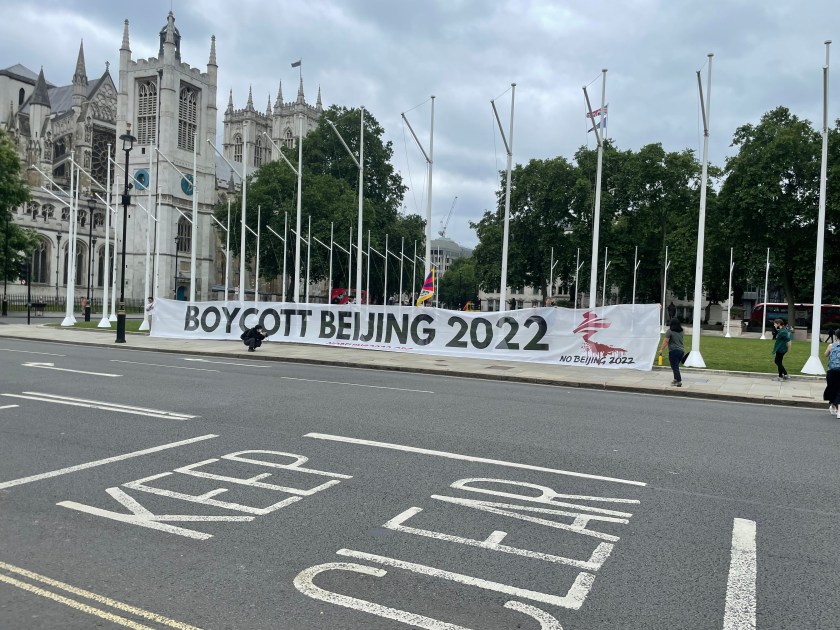 BOYCOTT BEIJING 2022
NO BEIJING 2022
KEEP
CLEAR